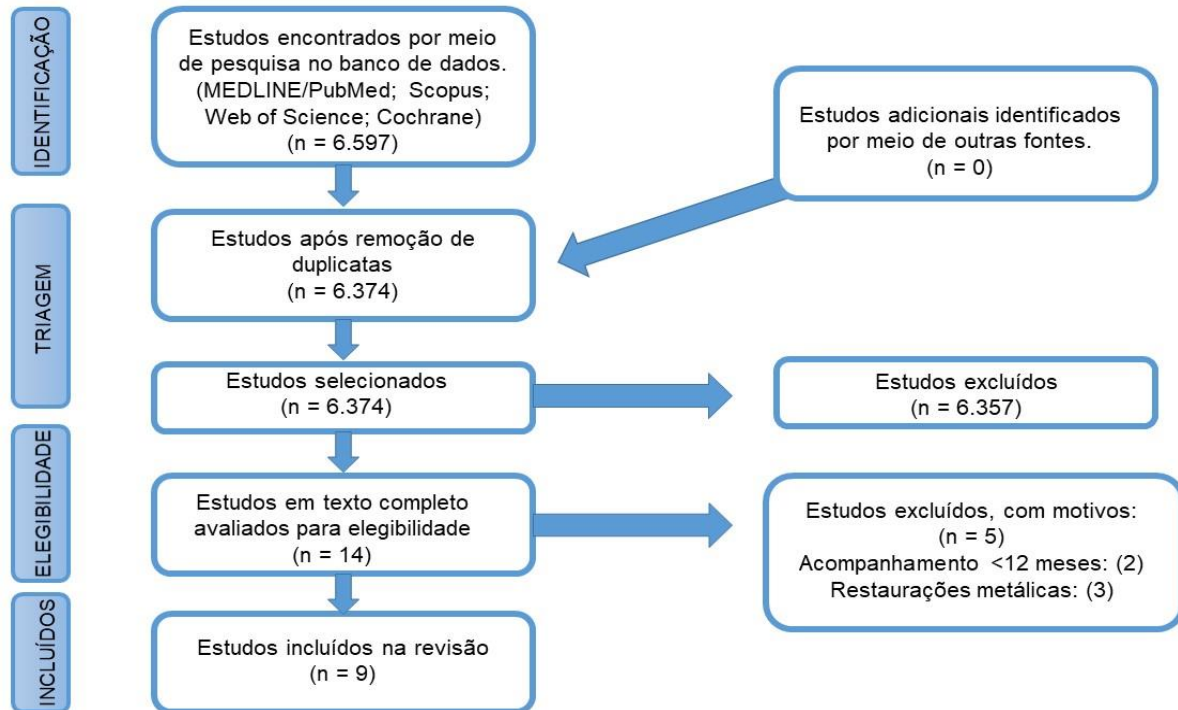 IDENTIFICAÇÃO
Estudos encontrados por meio
de pesquisa no banco de dados.
(MEDLINE/PubMed; Scopus;
Web of Science; Cochrane)
(n = 6.597)
Estudos adicionais identificados
por meio de outras fontes.
(n = 0)
TRIAGEM
Estudos após remoção de
duplicatas
(n = 6.374)
Estudos selecionados
(n = 6.374)
Estudos excluídos
(n = 6.357)
ELEGIBILIDADE
Estudos em texto completo
avaliados para elegibilidade
(n = 14)
Estudos excluídos, com motivos:
(n = 5)
Acompanhamento <12 meses: (2)
Restaurações metálicas: (3)
INCLUÍDOS
Estudos incluídos na revisão
(n = 9)